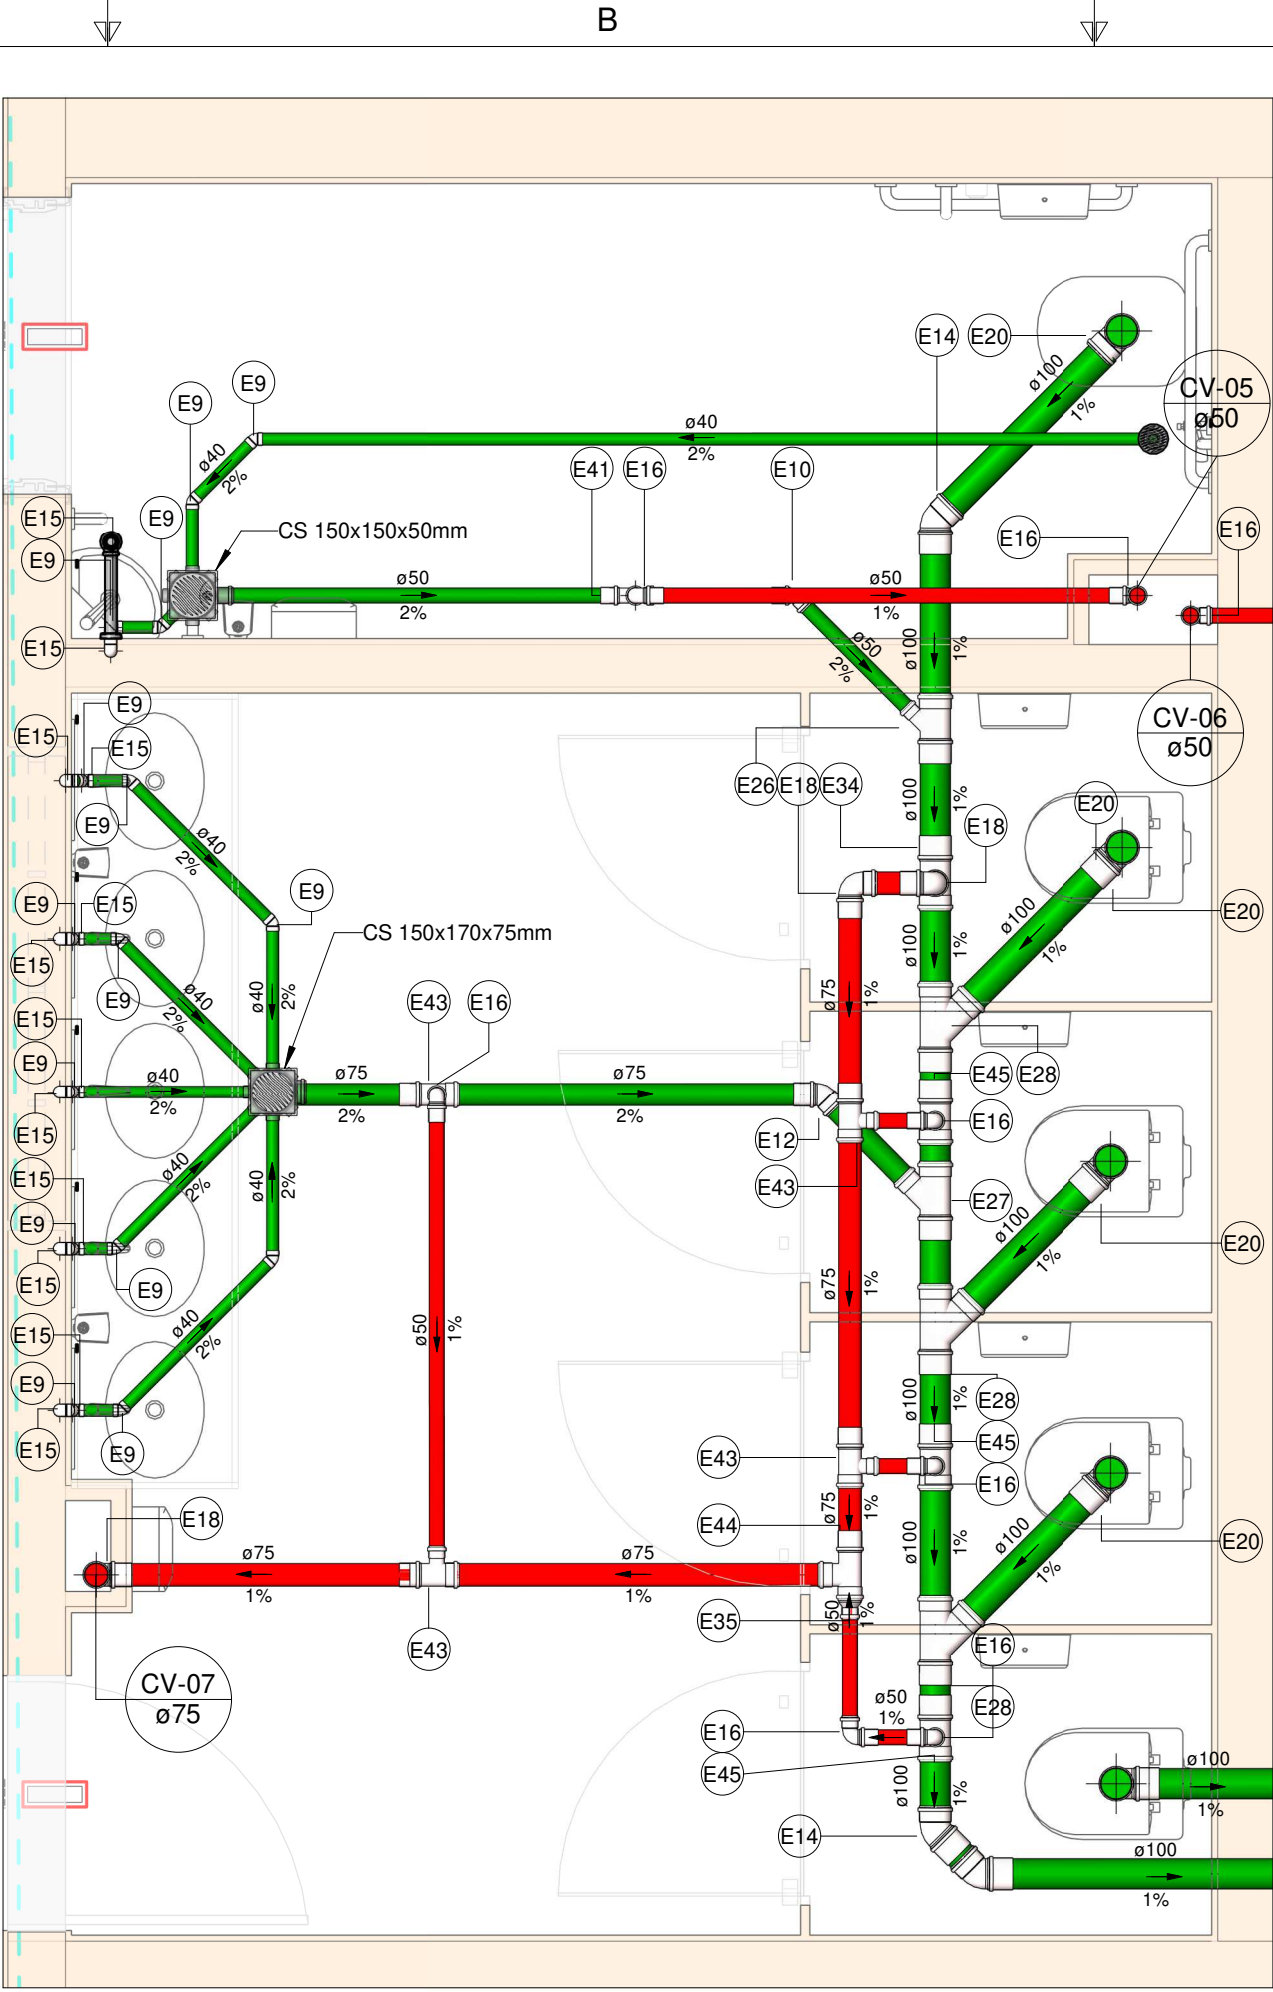 B
E14
E20
ø100
1%
CV-05
ø50
E9
E9
ø40
2%
ø40
2%
E41
E16
E10
E15
E9
E9
CS 150x150x50mm
E16
E16
ø50
2%
ø50
1%
E15
ø50
2%
ø100
1%
CV-06
ø50
E9
E15
E15
E9
ø40
2%
E26
E18
E34
ø100
1%
E18
E20
E20
E9
E9
E15
E15
E9
ø40
2%
CS 150x170x75mm
ø40
2%
ø100
1%
ø100
1%
E43
E16
ø75
1%
E15
E9
E15
ø40
2%
ø75
2%
ø75
2%
E45
E28
E12
E16
E43
E27
E15
E9
E15
E9
ø40
2%
ø40
2%
ø100
1%
E20
ø75
1%
ø50
1%
E15
E9
E15
E9
ø40
2%
ø100
1%
E28
E45
E43
E16
ø75
1%
E44
ø100
1%
ø100
1%
E20
E18
ø75
1%
ø75
1%
E43
E35
ø50
1%
E16
E28
CV-07
ø75
E16
ø50
1%
E45
ø100
1%
E14
ø100
1%
ø100
1%